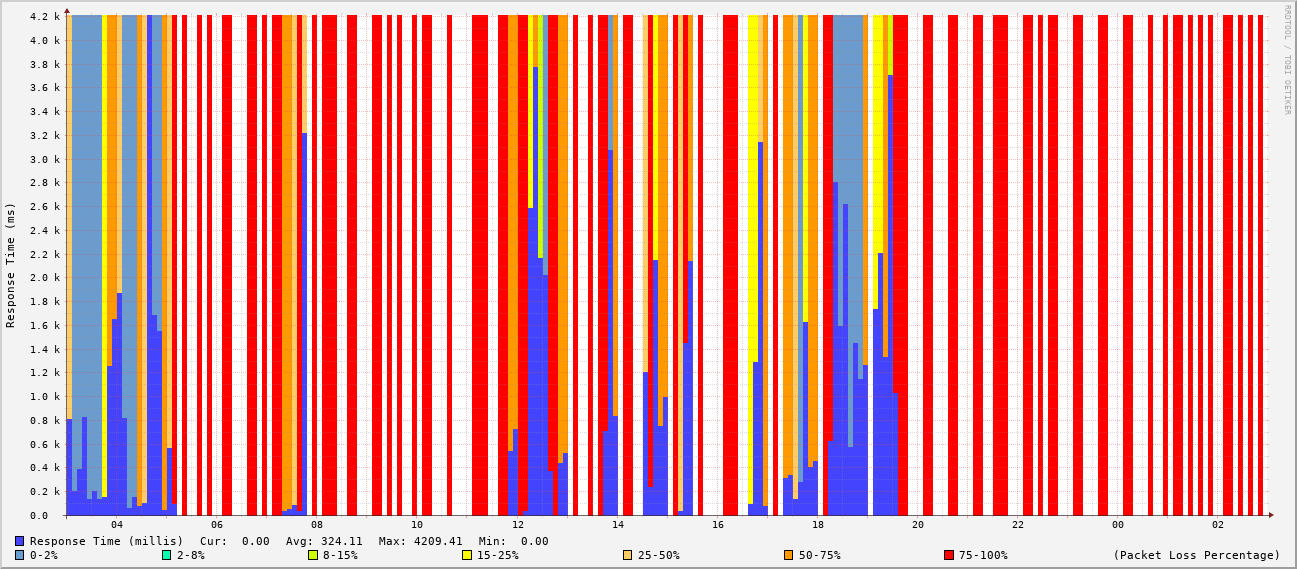 RRDTOOL / TOBI OETIKER
Response Time (ms)
4.2 k
4.0 k
3.8 k
3.6 k
3.4 k
3.2 k
3.0 k
2.8 k
2.6 k
2.4 k
2.2 k
2.0 k
1.8 k
1.6 k
1.4 k
1.2 k
1.0 k
0.8 k
0.6 k
0.4 k
0.2 k
0.0
04 06 08 10 12 14 16 18 20 22 00 02
Response Time (millis) Cur: 0.00 Avg: 324.11 Max: 4209.41 Min: 0.00
0-2% 2-8% 8-15% 15-25% 25-50% 50-75% 75-100% (Packet Loss Percentage)